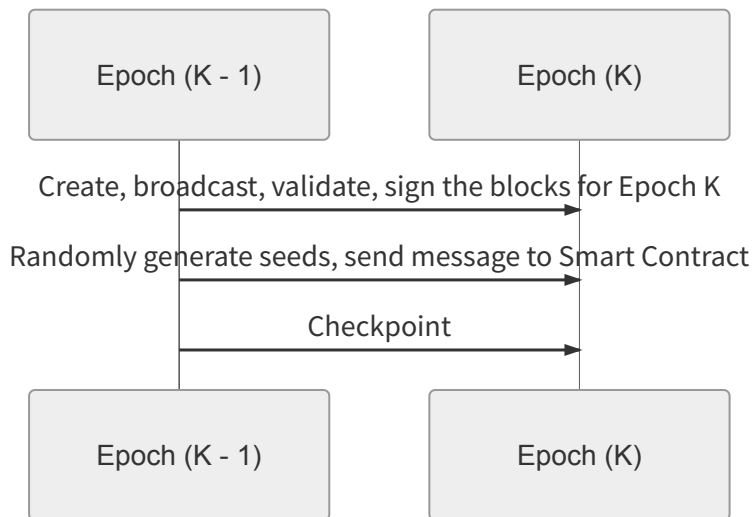 Epoch (K - 1)
Epoch (K)
Create, broadcast, validate, sign the blocks for Epoch K
Randomly generate seeds, send message to Smart Contract
Checkpoint
Epoch (K - 1)
Epoch (K)